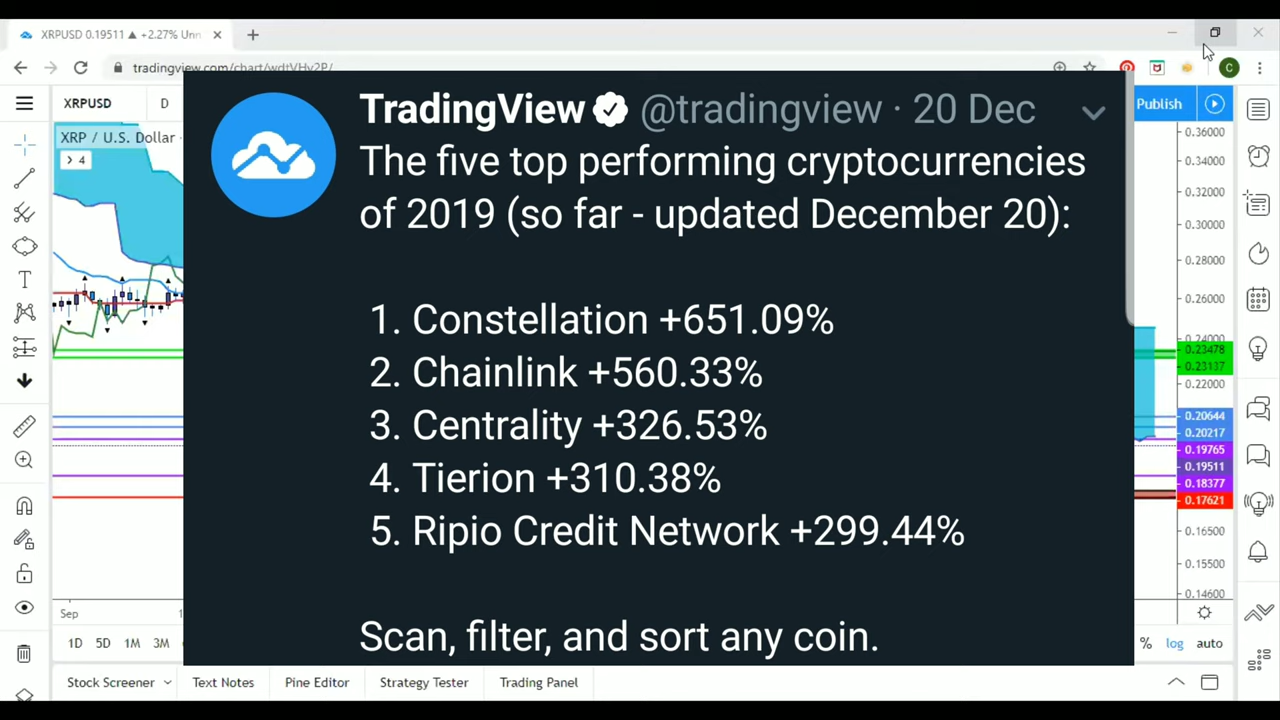 XRPUSD 0.19511 ▲ +2.27% Unn
tradingview.com/chart/wdtVHv2P/
C
XRPUSD D
Publish
XRP / U.S. Dollar
4
TradingView @tradingview · 20 Dec
The five top performing cryptocurrencies
of 2019 (so far - updated December 20):
1. Constellation +651.09%
2. Chainlink +560.33%
3. Centrality +326.53%
4. Tierion +310.38%
5. Ripio Credit Network +299.44%
Scan, filter, and sort any coin.
0.36000
0.34000
0.32000
0.30000
0.28000
0.26000
0.24000
0.23478
0.23137
0.22000
0.20644
0.20217
0.19765
0.19511
0.18377
0.17621
0.16500
0.15500
0.14600
Sep
1D 5D 1M 3M
% log auto
Stock Screener Text Notes Pine Editor Strategy Tester Trading Panel